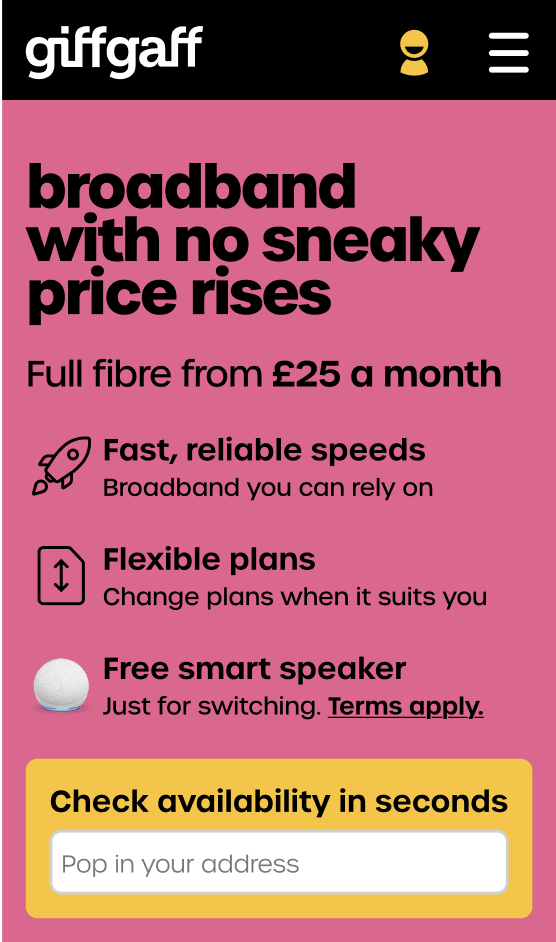 giffgaff
broadband
with no sneaky
price rises
Full fibre from £25 a month
Fast, reliable speeds
Broadband you can rely on
Flexible plans
Change plans when it suits you
Free smart speaker
Just for switching. Terms apply.
Check availability in seconds
Pop in your address